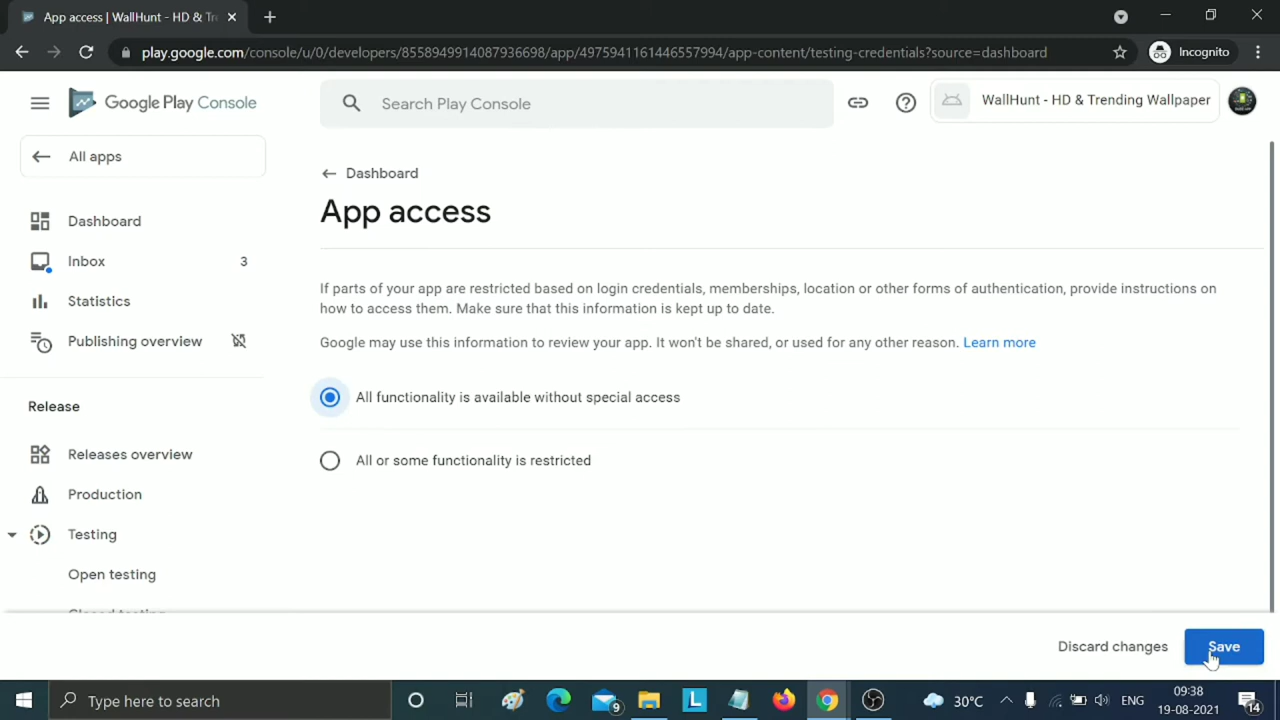 App access | WallHunt - HD & Tr
play.google.com/console/u/0/developers/8558949914087936698/app/4975941161446557994/app-content/testing-credentials?source=dashboard
Incognito
Google Play Console
Search Play Console
WallHunt - HD & Trending Wallpaper
All apps
Dashboard
Inbox 3
Statistics
Publishing overview
Release
Releases overview
Production
Testing
Open testing
Closed testing
Dashboard
App access
If parts of your app are restricted based on login credentials, memberships, location or other forms of authentication, provide instructions on
how to access them. Make sure that this information is kept up to date.
Google may use this information to review your app. It won't be shared, or used for any other reason. Learn more
All functionality is available without special access
All or some functionality is restricted
Discard changes
Save
Type here to search
9
L
30°C
ENG
09:38
19-08-2021
14